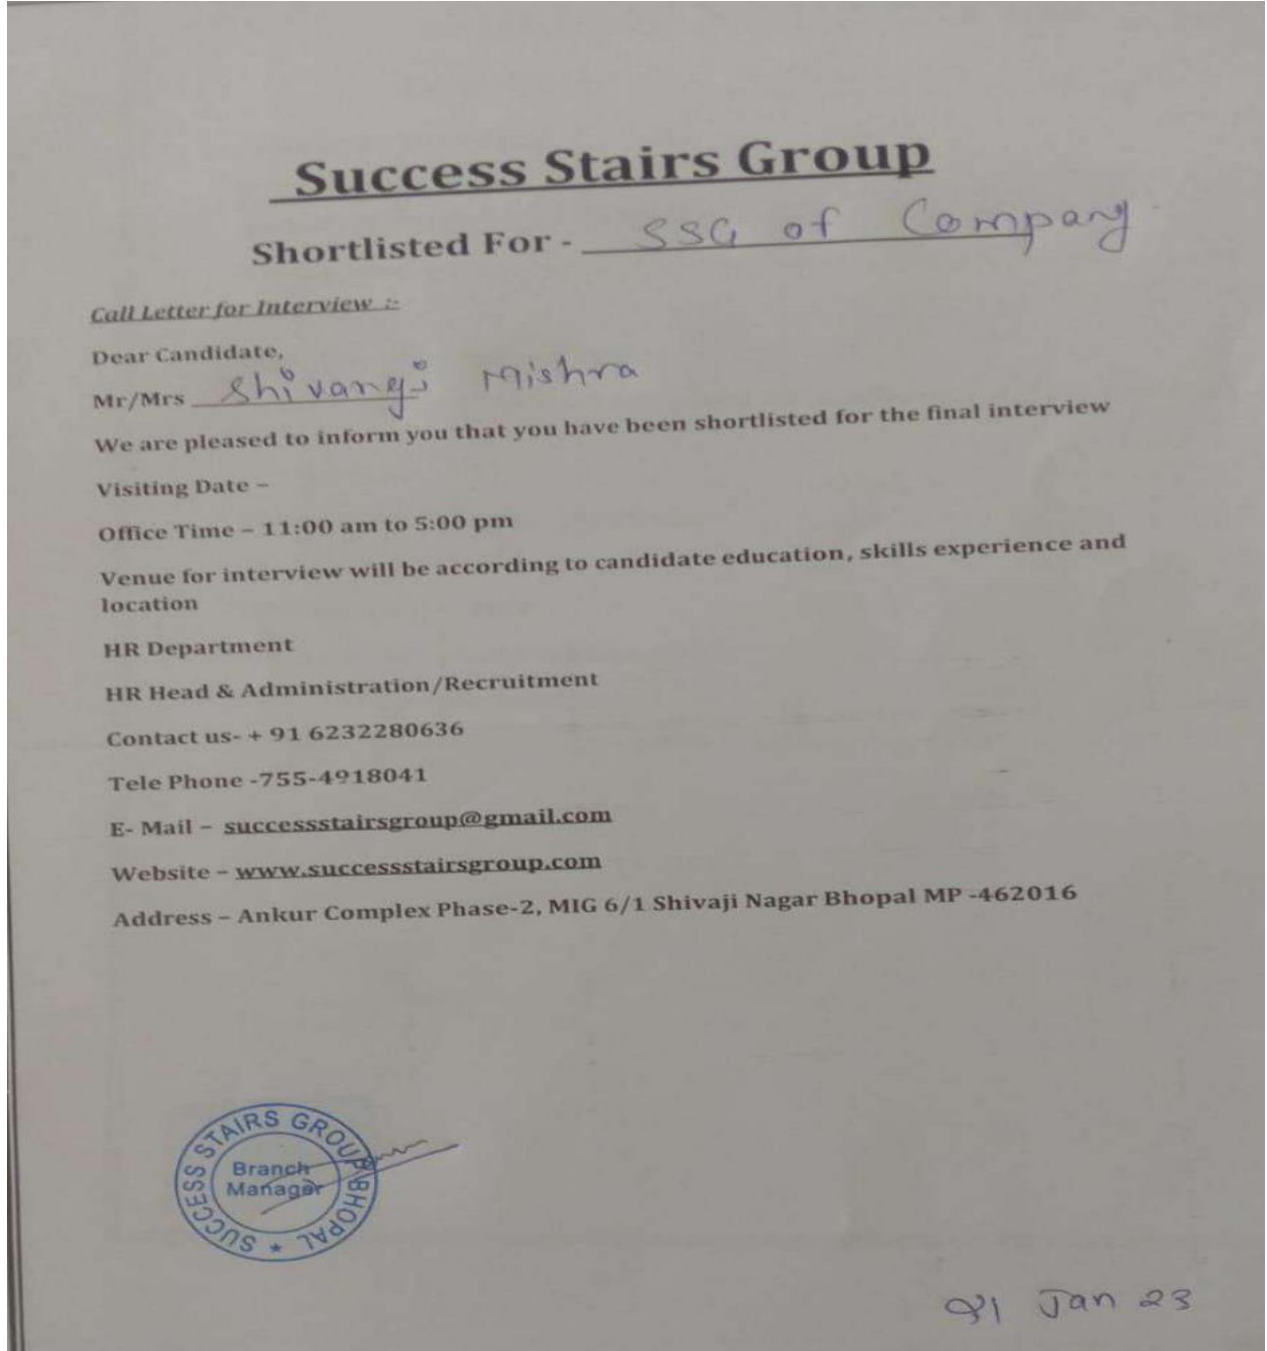 Success Stairs Group
Shortlisted For - SSG of Company
Call Letter for Interview :-
Dear Candidate,
Mr/Mrs Shivangi Mishra
We are pleased to inform you that you have been shortlisted for the final interview
Visiting Date –
Office Time – 11:00 am to 5:00 pm
Venue for interview will be according to candidate education, skills experience and
location
HR Department
HR Head & Administration/Recruitment
Contact us- + 91 6232280636
Tele Phone -755-4918041
E- Mail – successstairsgroup@gmail.com
Website – www.successstairsgroup.com
Address – Ankur Complex Phase-2, MIG 6/1 Shivaji Nagar Bhopal MP -462016
SUCCESS STAIRS GROUP BHOPAL ★
Branch
Manager
Jan 23